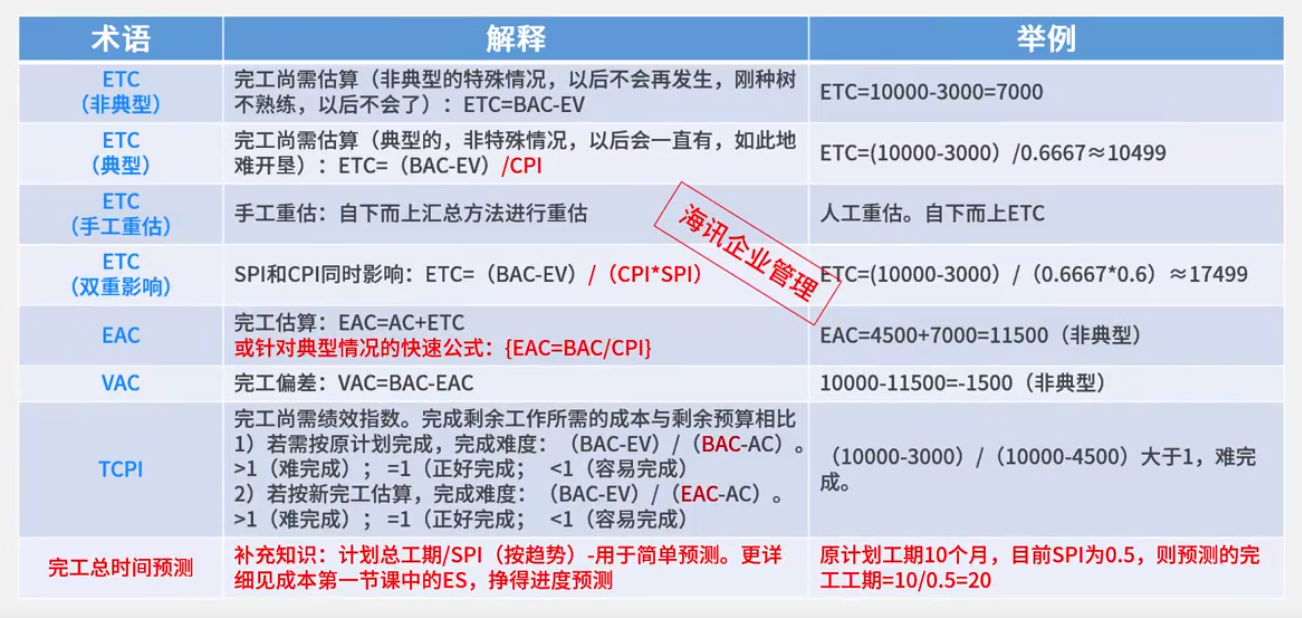 术语
解释
举例
ETC
（非典型）
完工尚需估算（非典型的特殊情况，以后不会再发生，刚种树
不熟练，以后不会了）：ETC=BAC-EV
ETC=10000-3000=7000
ETC
（典型）
完工尚需估算（典型的，非特殊情况，以后会一直有，如此地
难开垦）：ETC=（BAC-EV）/CPI
ETC=(10000-3000）/0.6667≈10499
ETC
（手工重估）
手工重估：自下而上汇总方法进行重估
人工重估。自下而上ETC
ETC
（双重影响）
SPI和CPI同时影响：ETC=（BAC-EV）/（CPI*SPI）
ETC=(10000-3000）/（0.6667*0.6）≈17499
EAC
完工估算：EAC=AC+ETC
或针对典型情况的快速公式：{EAC=BAC/CPI}
EAC=4500+7000=11500（非典型）
VAC
完工偏差：VAC=BAC-EAC
10000-11500=-1500（非典型）
TCPI
完工尚需绩效指数。完成剩余工作所需的成本与剩余预算相比
1）若需按原计划完成，完成难度：（BAC-EV）/（BAC-AC）。
>1（难完成）；=1（正好完成； <1（容易完成）
2）若按新完工估算，完成难度：（BAC-EV）/（EAC-AC）。
>1（难完成）；=1（正好完成； <1（容易完成）
（10000-3000）/（10000-4500）大于1，难完
成。
完工总时间预测
补充知识：计划总工期/SPI（按趋势）-用于简单预测。更详
细见成本第一节课中的ES，挣得进度预测
原计划工期10个月，目前SPI为0.5，则预测的完
工工期=10/0.5=20
海讯企业管理